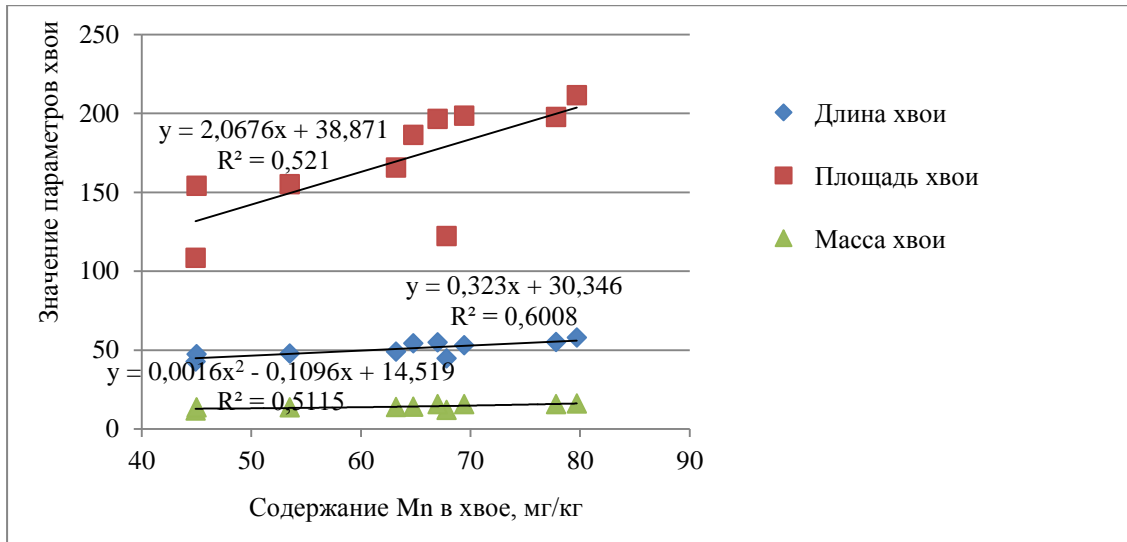 Значение параметров хвои
250
200
150
100
50
0
y = 2,0676x + 38,871
R² = 0,521
y = 0,323x + 30,346
R² = 0,6008
y = 0,0016x² - 0,1096x + 14,519
R² = 0,5115
40 50 60 70 80 90
Содержание Mn в хвое, мг/кг
Длина хвои
Площадь хвои
Масса хвои